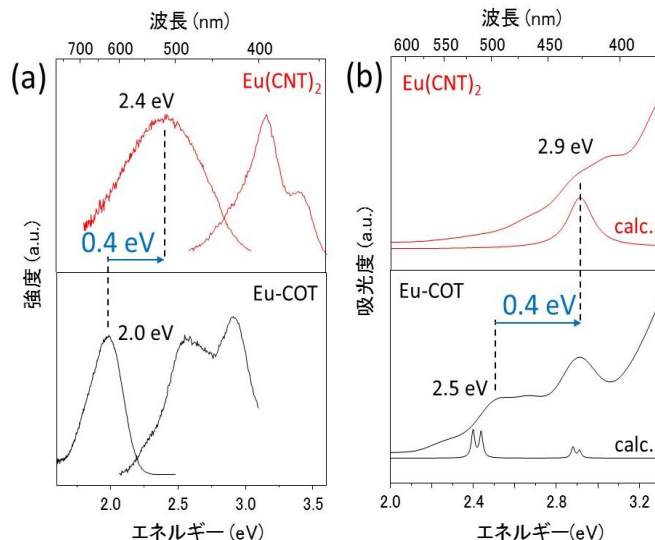 波長 (nm)
700 600 500 400
(a)
Eu(CNT)2
2.4 eV
0.4 eV
強度 (a.u.)
Eu-COT
2.0 eV
2.0 2.5 3.0 3.5
エネルギー (eV)
波長 (nm)
600 550 500 450 400
(b)
Eu(CNT)2
2.9 eV
calc.
吸光度 (a.u.)
Eu-COT
0.4 eV
2.5 eV
calc.
2.0 2.4 2.8 3.2
エネルギー (eV)